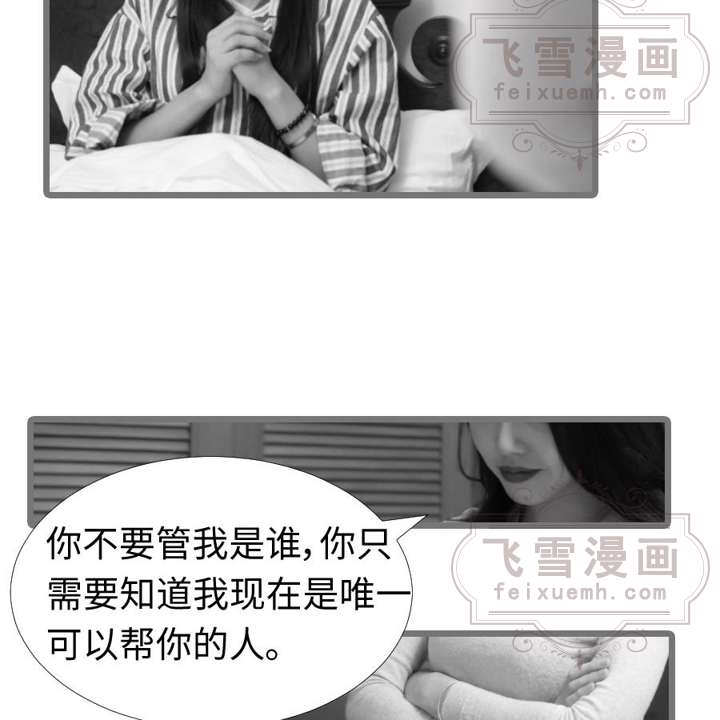 飞雪漫画
feixuemh.com
你不要管我是谁，你只
需要知道我现在是唯一
可以帮你的人。
飞雪漫画
feixuemh.com